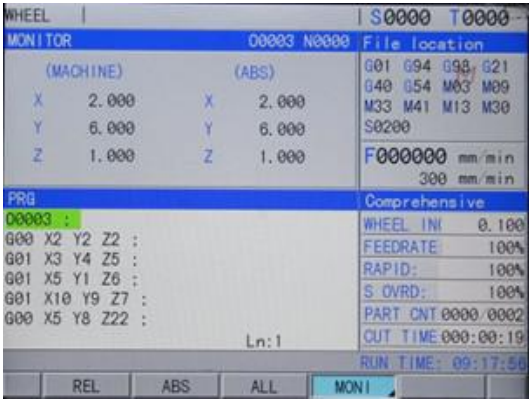 WHEEL S0000 T0000
MONITOR O0003 N0000
(MACHINE) (ABS)
X 2.000 X 2.000
Y 6.000 Y 6.000
Z 1.000 Z 1.000
File location
G01 G94 G98 G21
G40 G54 M03 M09
M33 M41 M13 M30
S0200
F000000 mm/min
300 mm/min
PRG
O0003 :
G00 X2 Y2 Z2 :
G01 X3 Y4 Z5 :
G01 X5 Y1 Z6 :
G01 X10 Y9 Z7 :
G00 X5 Y8 Z22 :
Ln:1
Comprehensive
WHEEL IN 0.100
FEEDRATE 100%
RAPID: 100%
S OVRD: 100%
PART CNT 0000/0002
CUT TIME 000:00:19
RUN TIME: 09:17:56
REL ABS ALL MONI